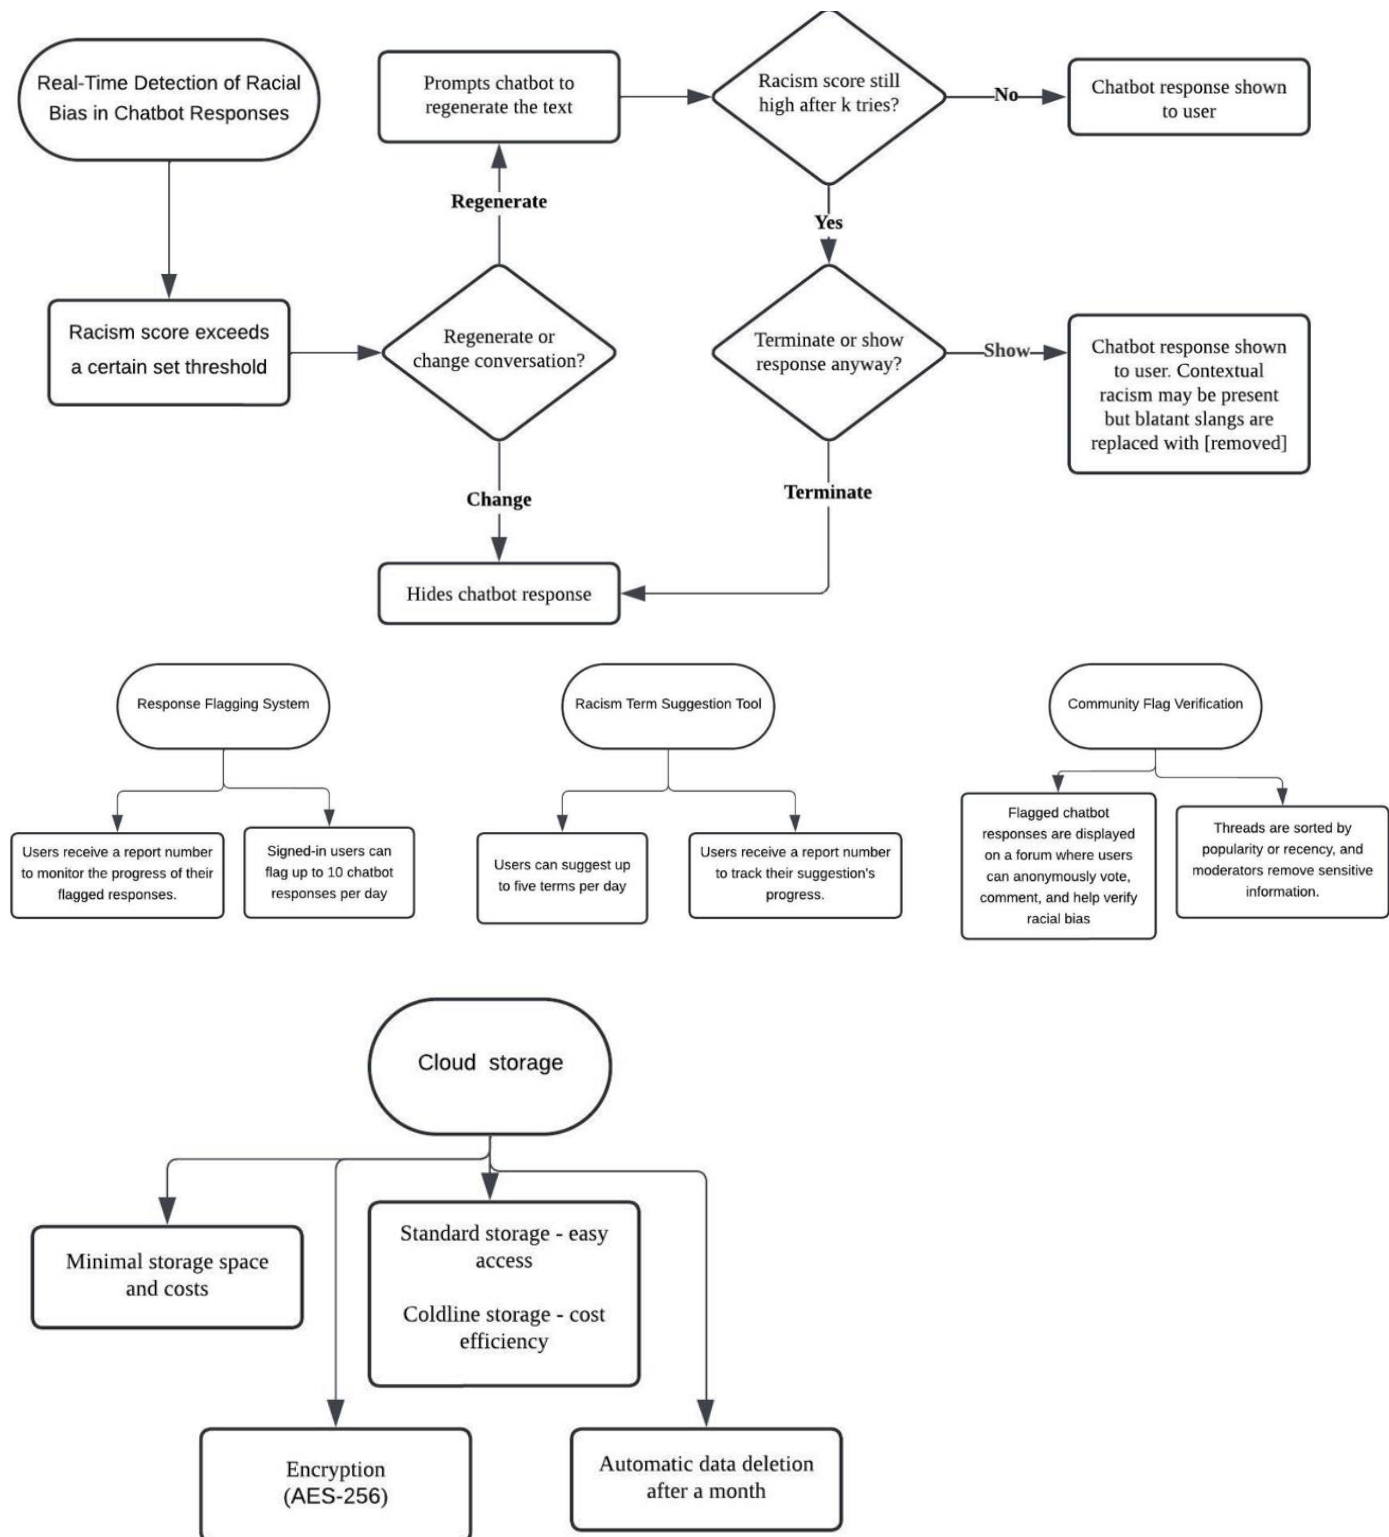 Real-Time Detection of Racial
Bias in Chatbot Responses
Prompts chatbot to
regenerate the text
Racism score still
high after k tries?
No
Chatbot response shown
to user
Regenerate
Yes
Racism score exceeds
a certain set threshold
Regenerate or
change conversation?
Terminate or show
response anyway?
Show
Chatbot response shown
to user. Contextual
racism may be present
but blatant slangs are
replaced with [removed]
Change
Terminate
Hides chatbot response
Response Flagging System
Users receive a report number
to monitor the progress of their
flagged responses.
Signed-in users can
flag up to 10 chatbot
responses per day
Racism Term Suggestion Tool
Users can suggest up
to five terms per day
Users receive a report number
to track their suggestion's
progress.
Community Flag Verification
Flagged chatbot
responses are displayed
on a forum where users
can anonymously vote,
comment, and help verify
racial bias
Threads are sorted by
popularity or recency, and
moderators remove sensitive
information.
Cloud storage
Minimal storage space
and costs
Standard storage - easy
access
Coldline storage - cost
efficiency
Encryption
(AES-256)
Automatic data deletion
after a month